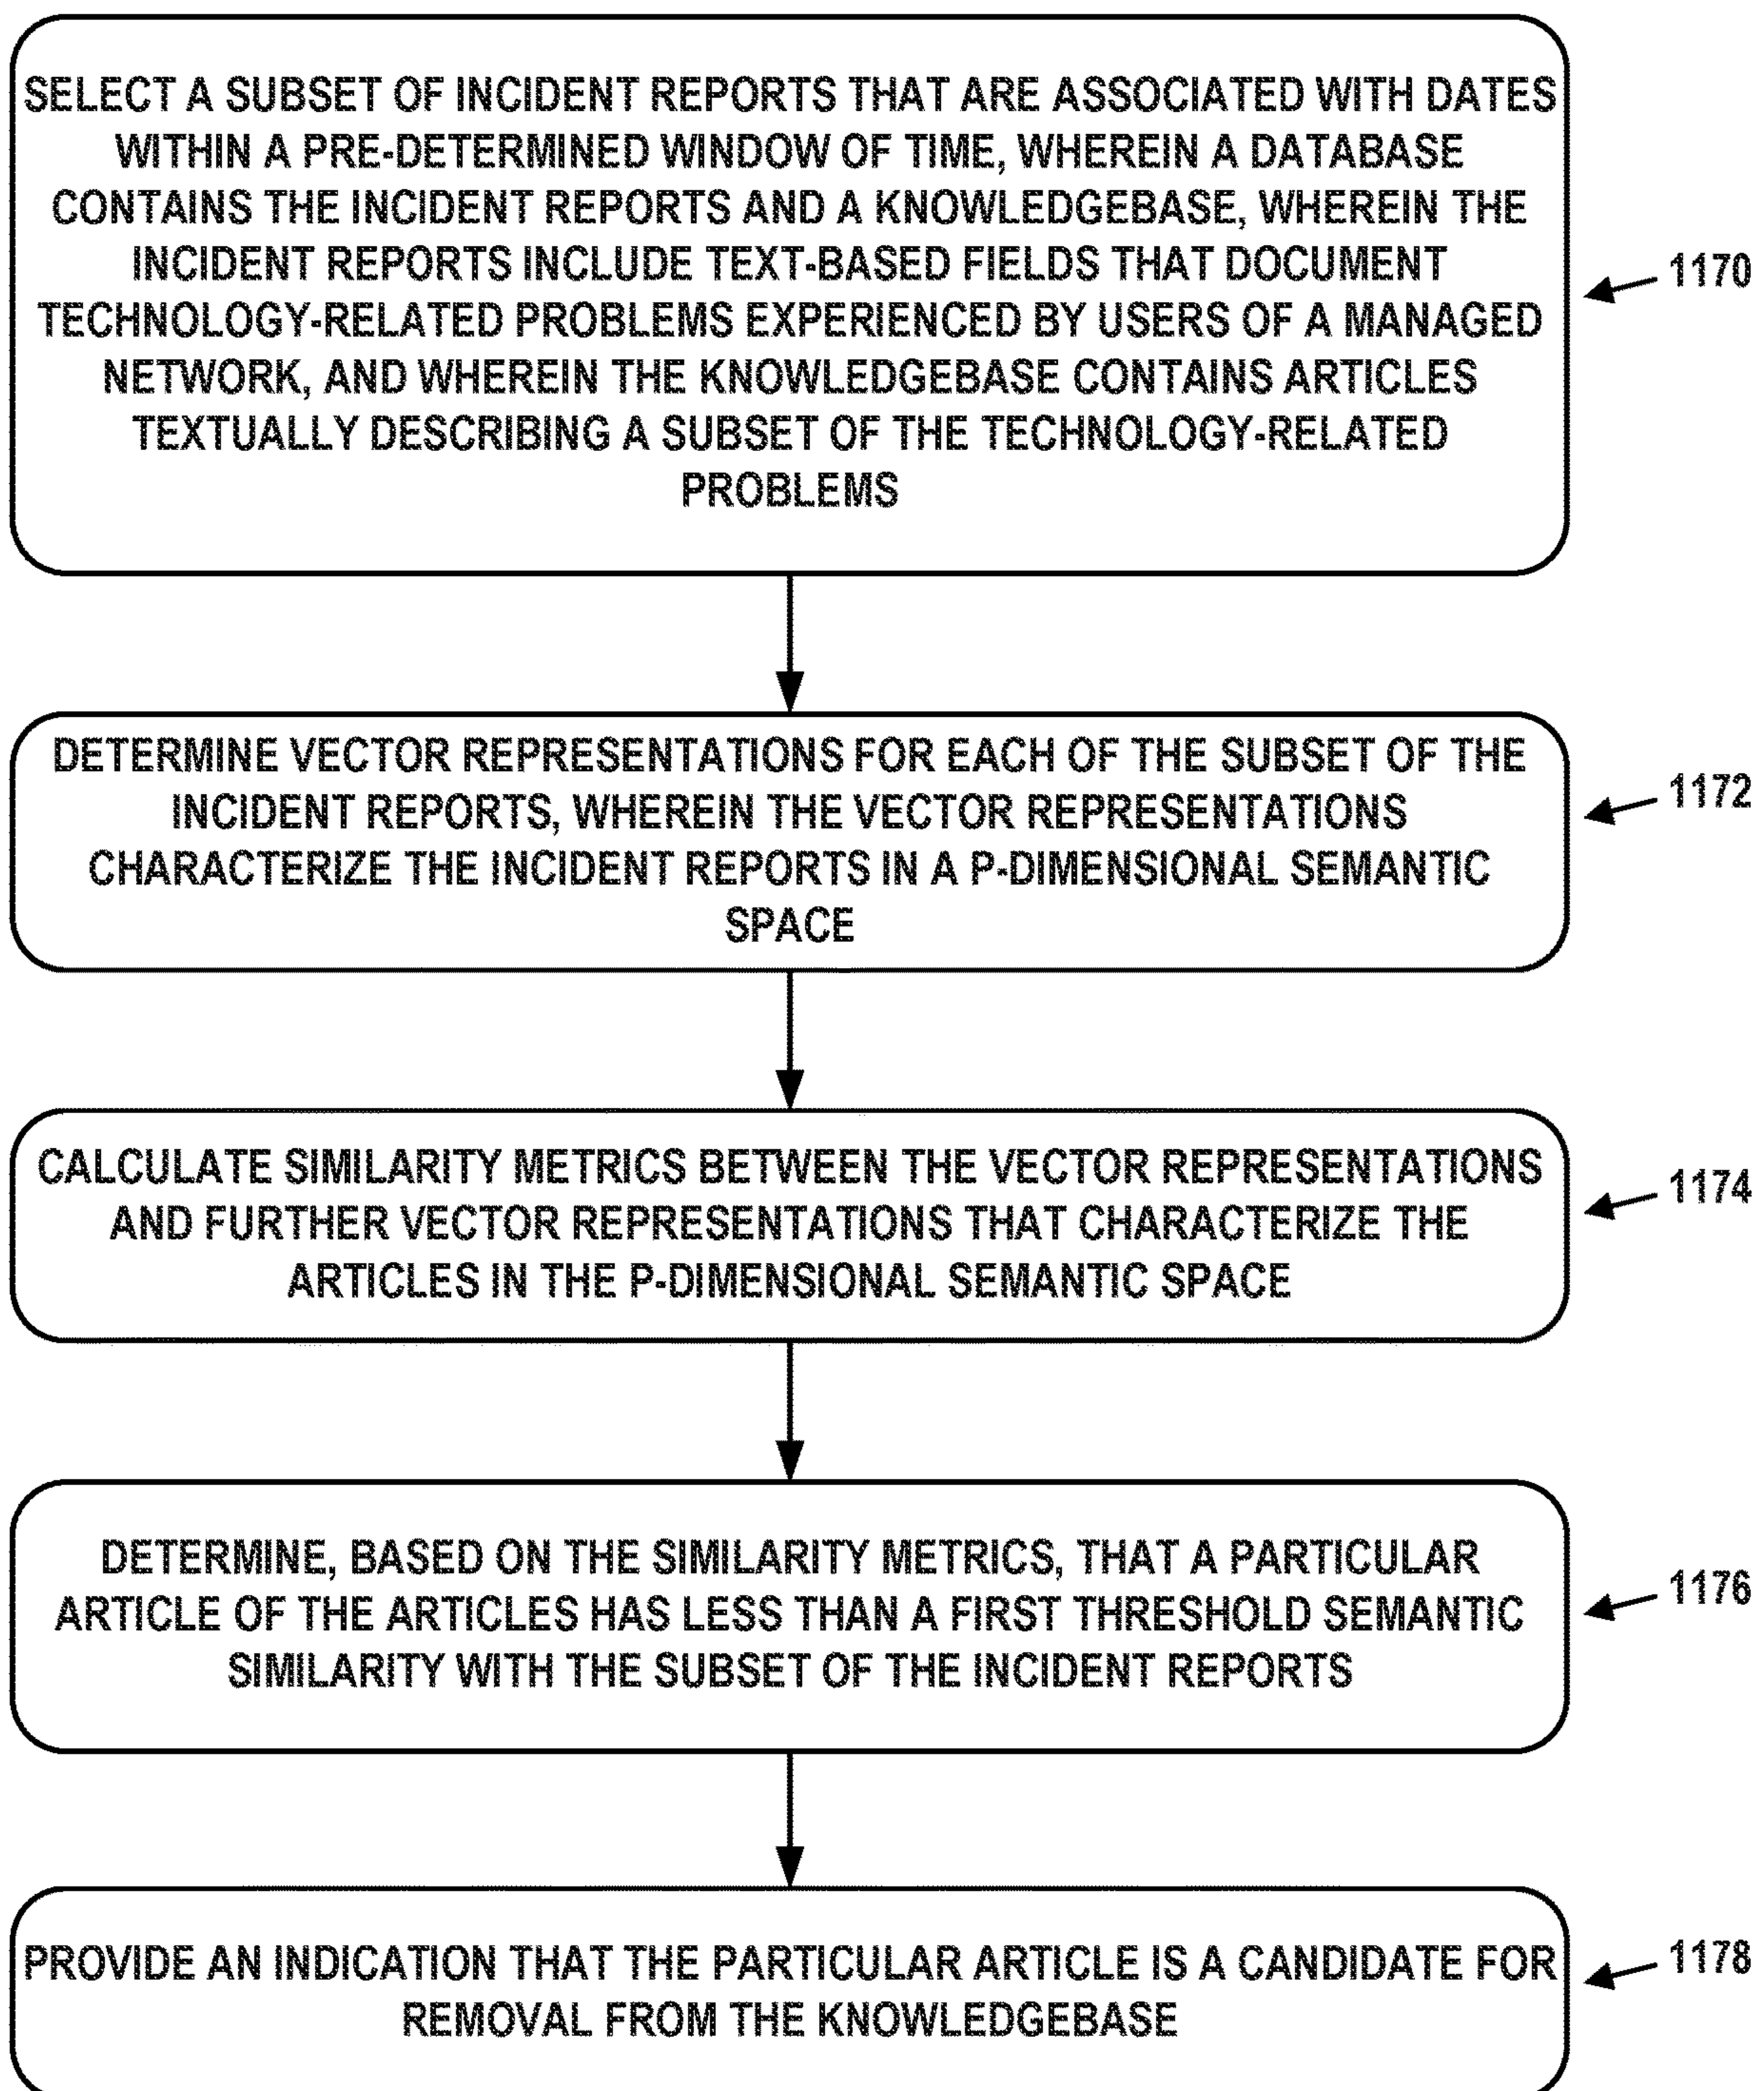 SELECT A SUBSET OF INCIDENT REPORTS THAT ARE ASSOCIATED WITH DATES
WITHIN A PRE-DETERMINED WINDOW OF TIME, WHEREIN A DATABASE
CONTAINS THE INCIDENT REPORTS AND A KNOWLEDGEBASE, WHEREIN THE
INCIDENT REPORTS INCLUDE TEXT-BASED FIELDS THAT DOCUMENT
TECHNOLOGY-RELATED PROBLEMS EXPERIENCED BY USERS OF A MANAGED
NETWORK, AND WHEREIN THE KNOWLEDGEBASE CONTAINS ARTICLES
TEXTUALLY DESCRIBING A SUBSET OF THE TECHNOLOGY-RELATED
PROBLEMS
1170
DETERMINE VECTOR REPRESENTATIONS FOR EACH OF THE SUBSET OF THE
INCIDENT REPORTS, WHEREIN THE VECTOR REPRESENTATIONS
CHARACTERIZE THE INCIDENT REPORTS IN A P-DIMENSIONAL SEMANTIC
SPACE
1172
CALCULATE SIMILARITY METRICS BETWEEN THE VECTOR REPRESENTATIONS
AND FURTHER VECTOR REPRESENTATIONS THAT CHARACTERIZE THE
ARTICLES IN THE P-DIMENSIONAL SEMANTIC SPACE
1174
DETERMINE, BASED ON THE SIMILARITY METRICS, THAT A PARTICULAR
ARTICLE OF THE ARTICLES HAS LESS THAN A FIRST THRESHOLD SEMANTIC
SIMILARITY WITH THE SUBSET OF THE INCIDENT REPORTS
1176
PROVIDE AN INDICATION THAT THE PARTICULAR ARTICLE IS A CANDIDATE FOR
REMOVAL FROM THE KNOWLEDGEBASE
1178